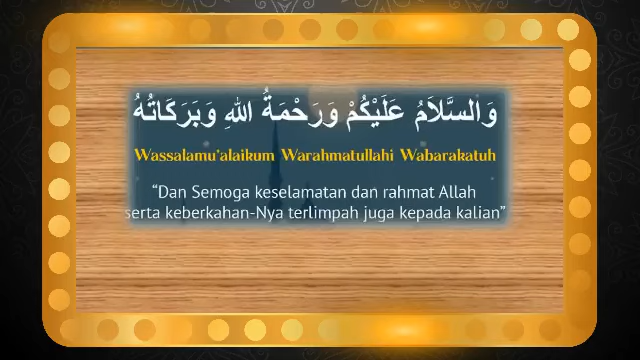 وَالسَّلاَمُ عَلَيْكُمْ وَرَحْمَةُ اللهِ وَبَرَكَاتُهُ
Wassalamu'alaikum Warahmatullahi Wabarakatuh
“Dan Semoga keselamatan dan rahmat Allah
serta keberkahan-Nya terlimpah juga kepada kalian”